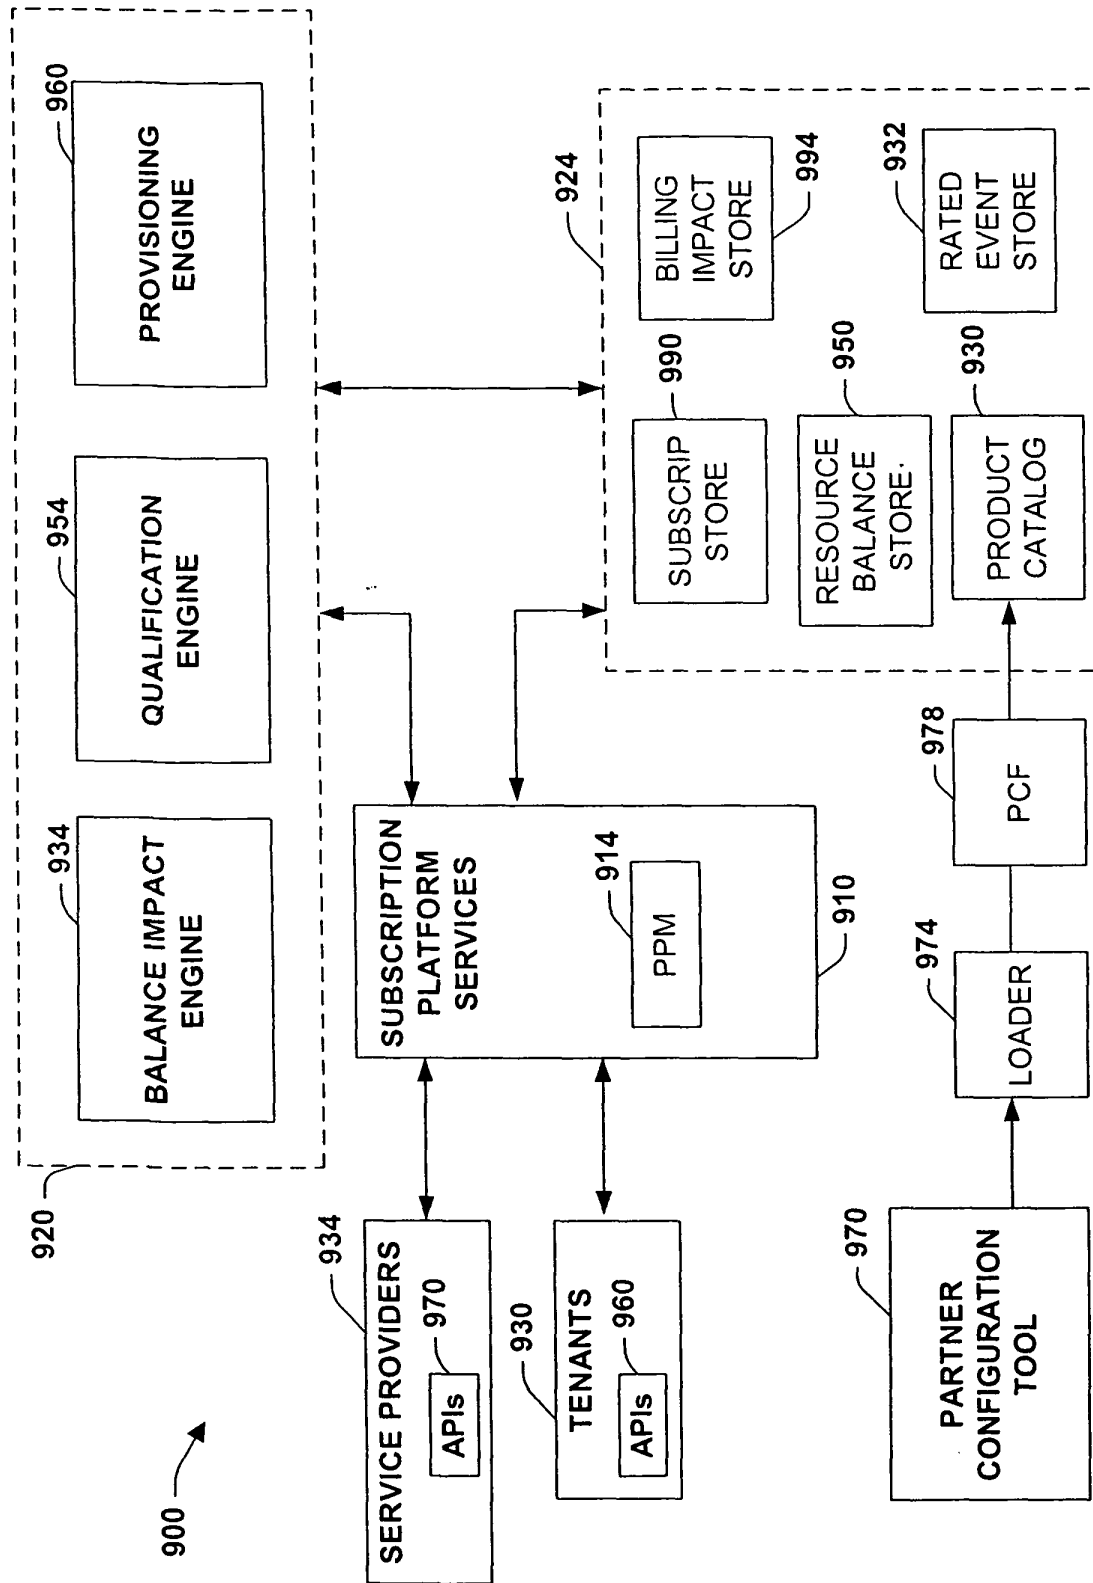 900
920
BALANCE IMPACT
ENGINE
934
QUALIFICATION
ENGINE
954
PROVISIONING
ENGINE
960
SERVICE PROVIDERS
934
APIs
970
TENANTS
930
APIs
960
SUBSCRIPTION
PLATFORM
SERVICES
PPM
914
910
924
SUBSCRIP
STORE
990
BILLING
IMPACT
STORE
994
RESOURCE
BALANCE
STORE.
950
PRODUCT
CATALOG
930
RATED
EVENT
STORE
932
PARTNER
CONFIGURATION
TOOL
970
LOADER
974
PCF
978